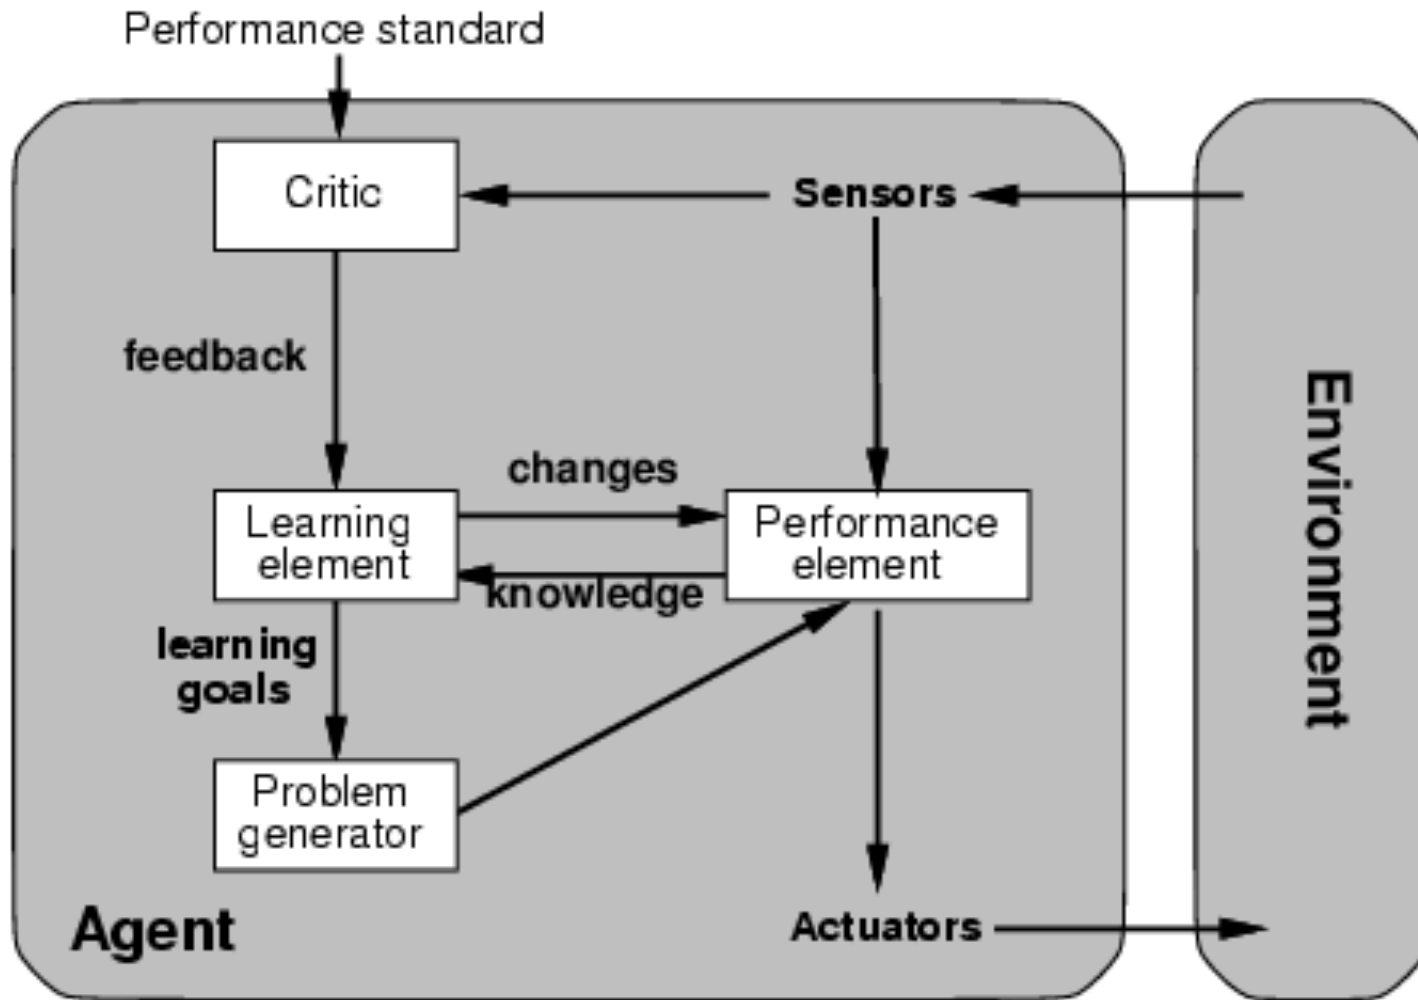 Performance standard
Critic
Sensors
feedback
changes
Learning
element
Performance
element
knowledge
learning
goals
Problem
generator
Agent
Actuators
Environment